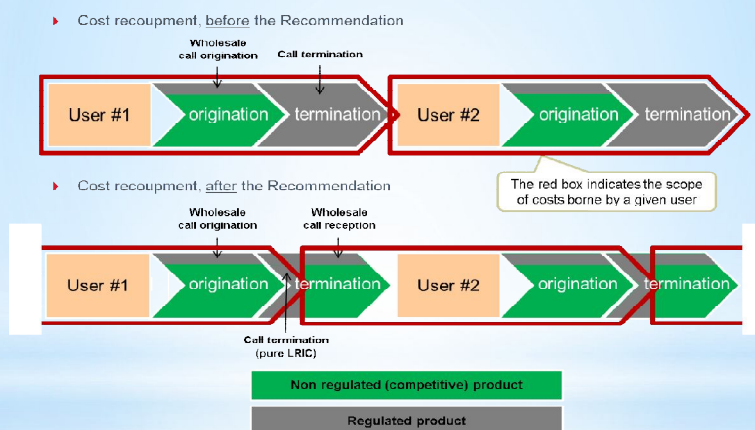 Cost recoupment, before the Recommendation
Wholesale
call origination
Call termination
User #1
origination
termination
User #2
origination
termination
The red box indicates the scope
of costs borne by a given user
Cost recoupment, after the Recommendation
Wholesale
call origination
Wholesale
call reception
User #1
origination
termination
User #2
origination
termination
Call termination
(pure LRIC)
Non regulated (competitive) product
Regulated product